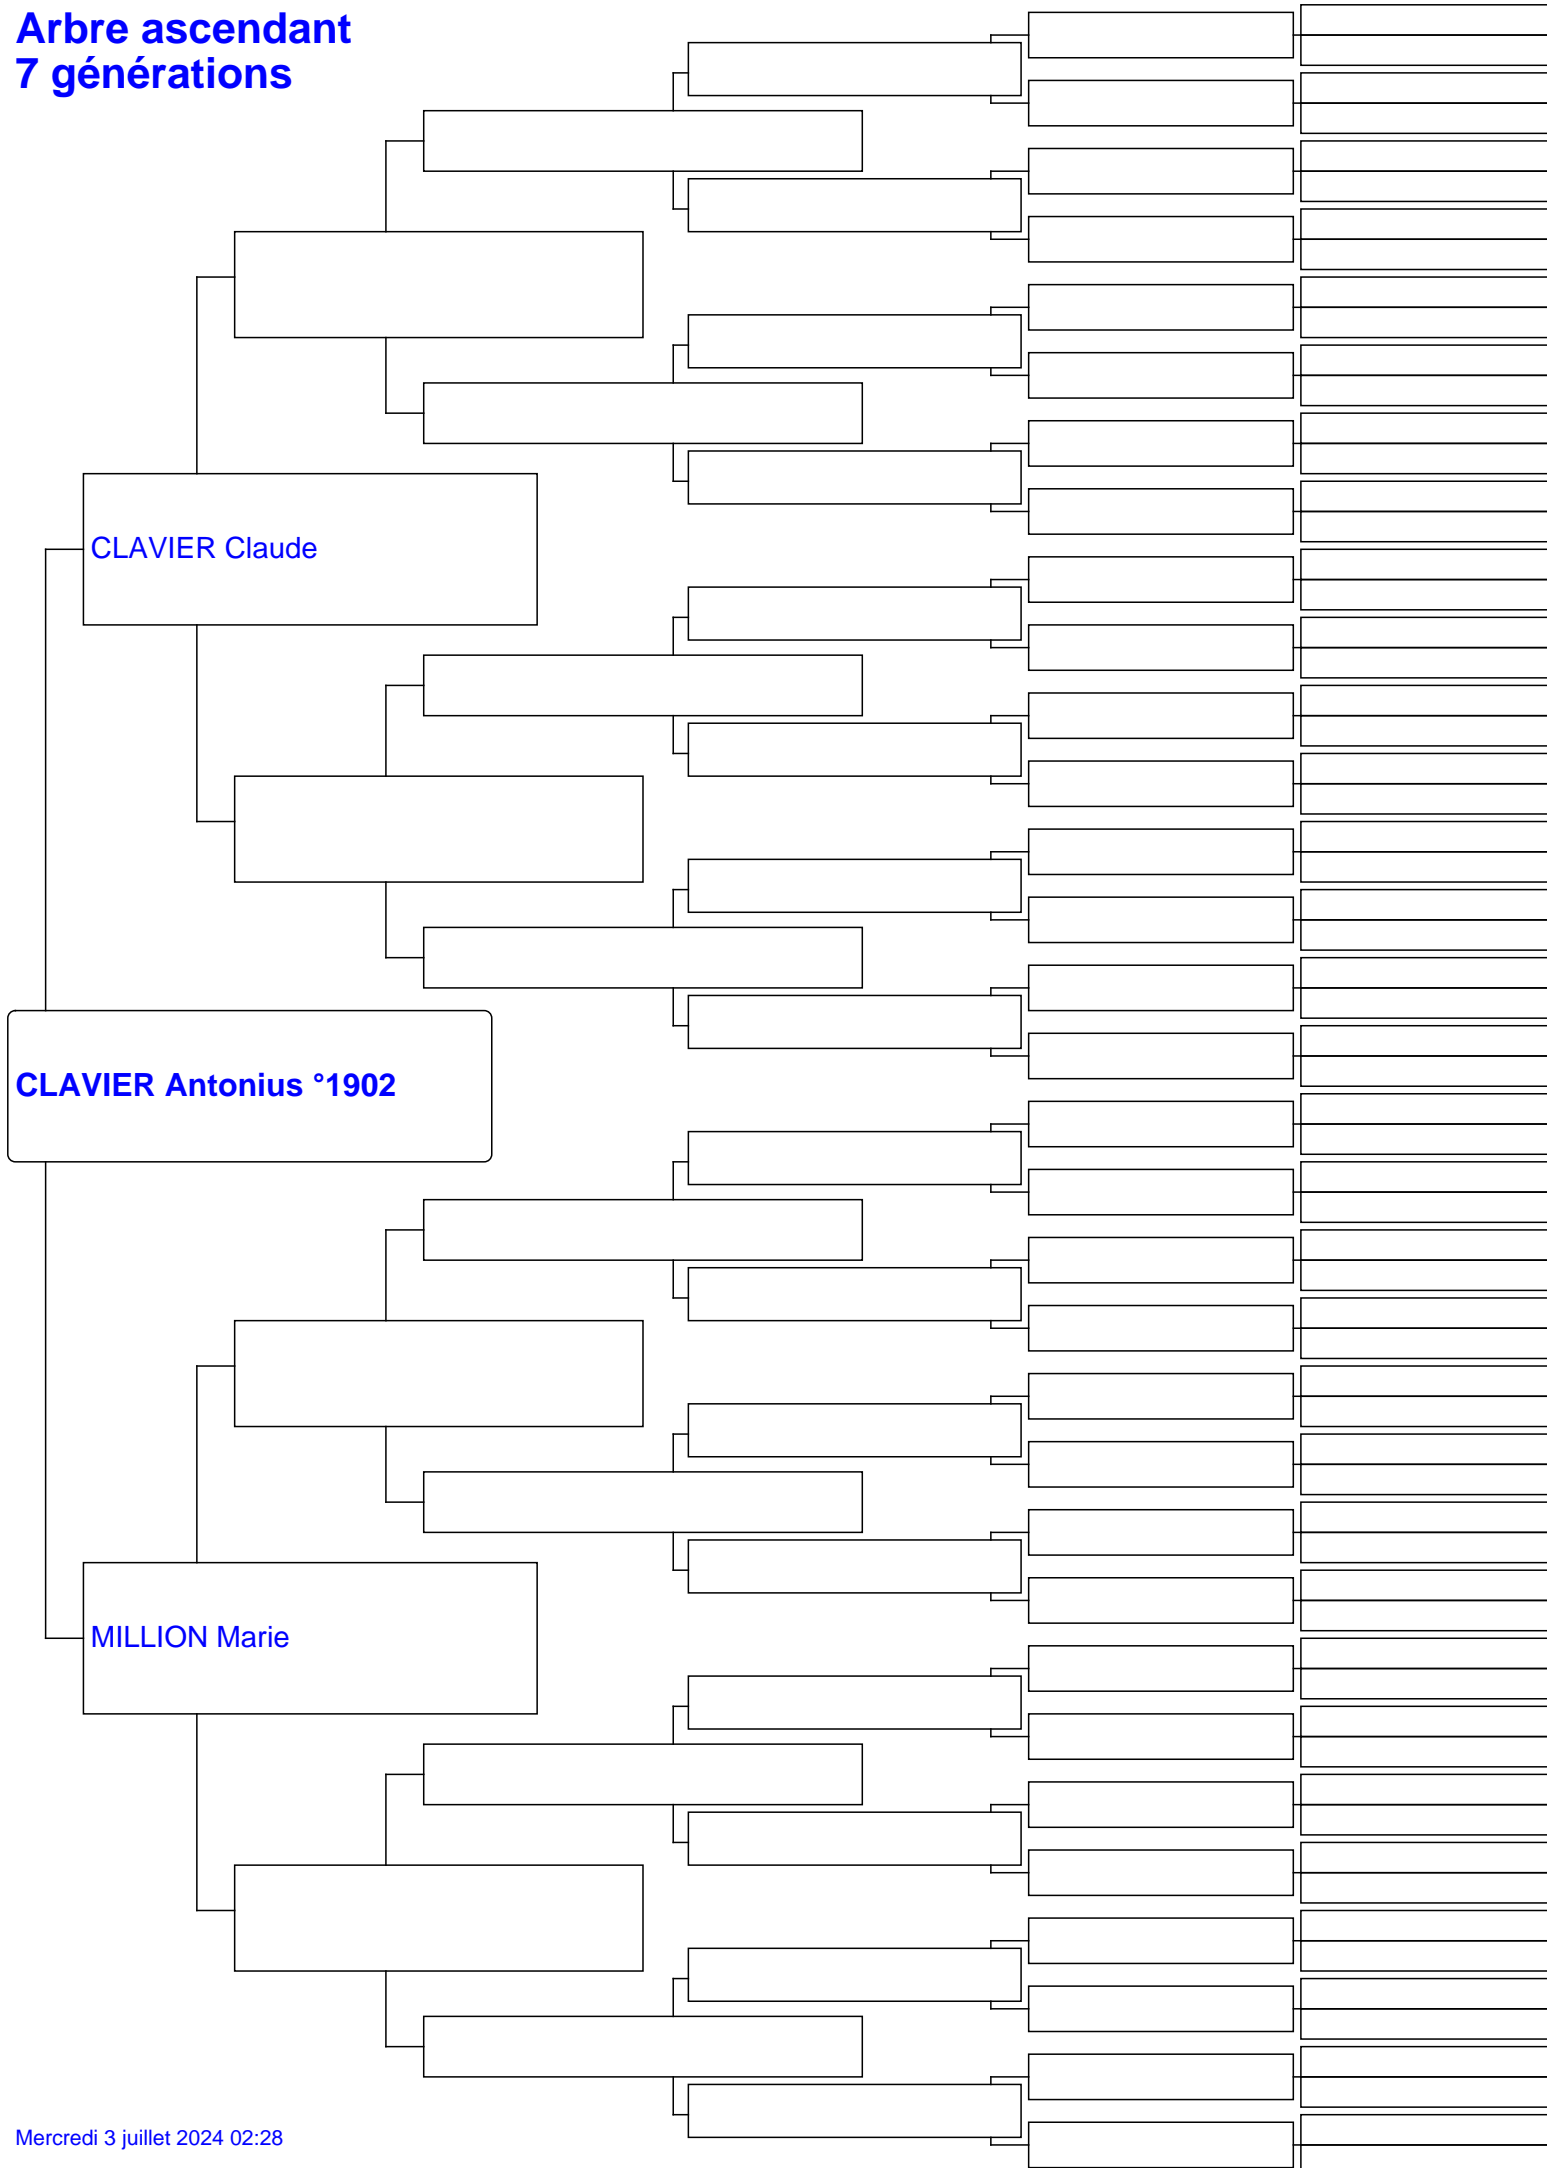 Arbre ascendant
7 générations
CLAVIER Claude
CLAVIER Antonius °1902
MILLION Marie
Mercredi 3 juillet 2024 02:28